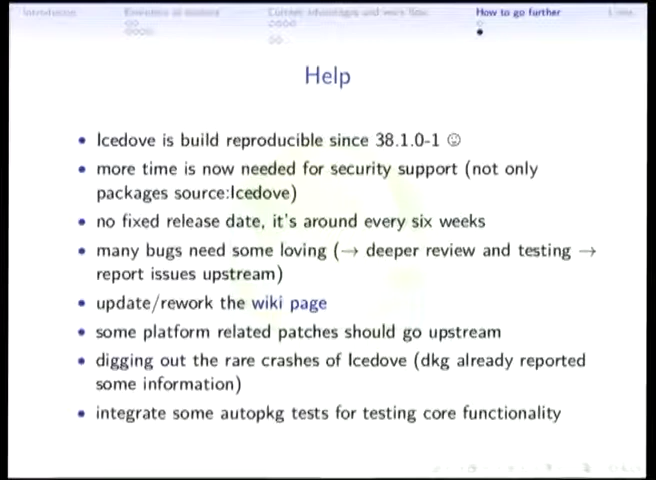 Introduction
How to go further
Help
• Icedove is build reproducible since 38.1.0-1 ☺
• more time is now needed for security support (not only
packages source:Icedove)
• no fixed release date, it's around every six weeks
• many bugs need some loving (→ deeper review and testing →
report issues upstream)
• update/rework the wiki page
• some platform related patches should go upstream
• digging out the rare crashes of Icedove (dkg already reported
some information)
• integrate some autopkg tests for testing core functionality